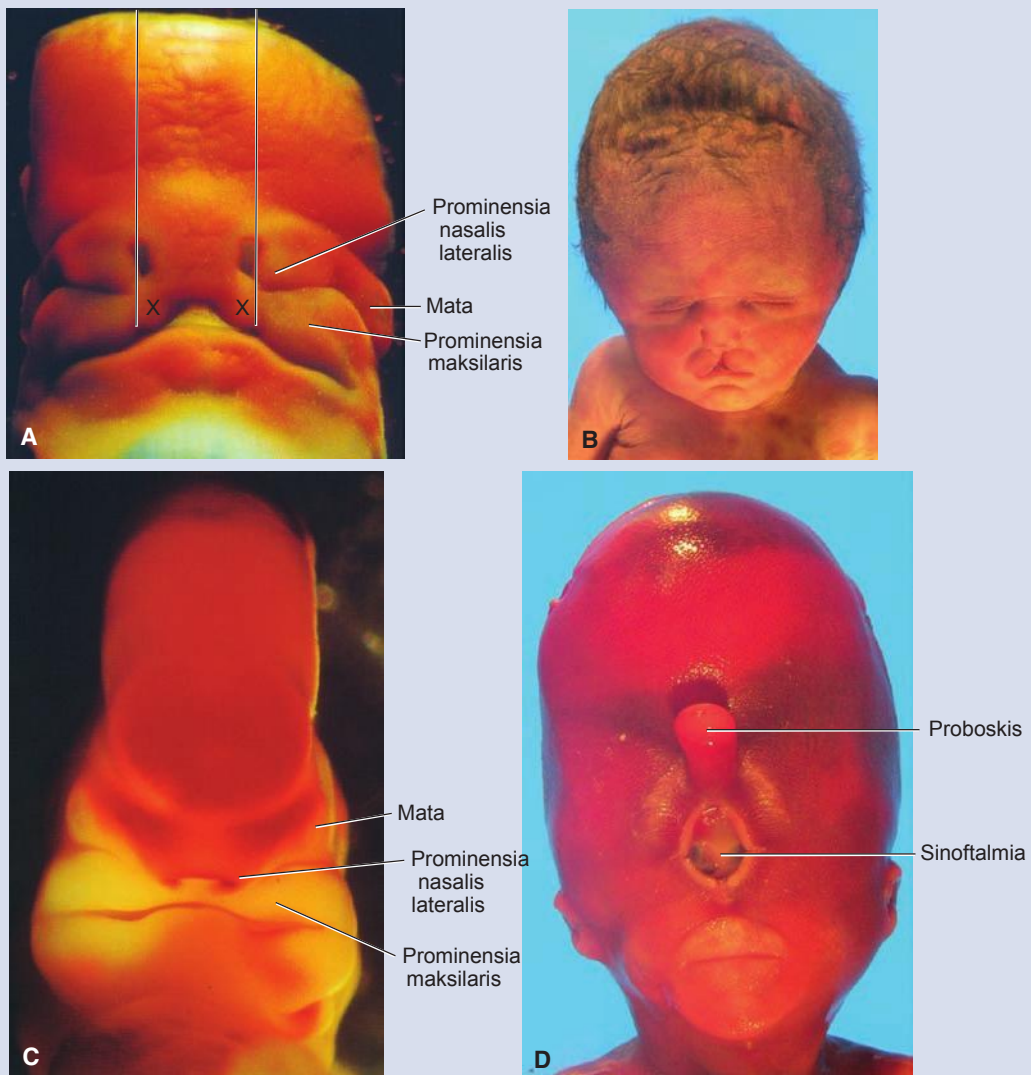 Prominensia
nasalis
lateralis
X X
Mata
Prominensia
maksilaris
A
B
Mata
Prominensia
nasalis
lateralis
Prominensia
maksilaris
C
Proboskis
Sinoftalmia
D